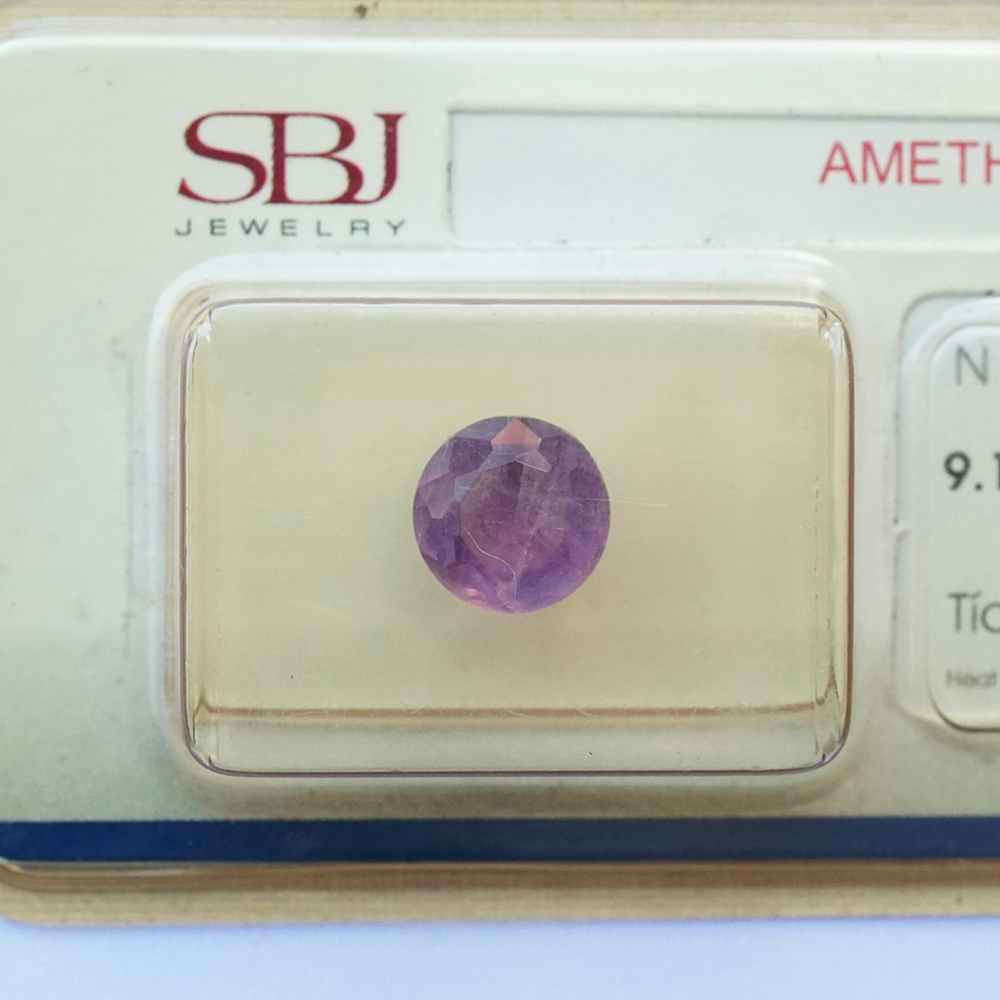 SBJ
JEWELRY
AMETH
N
9.1
Tíc
Heat